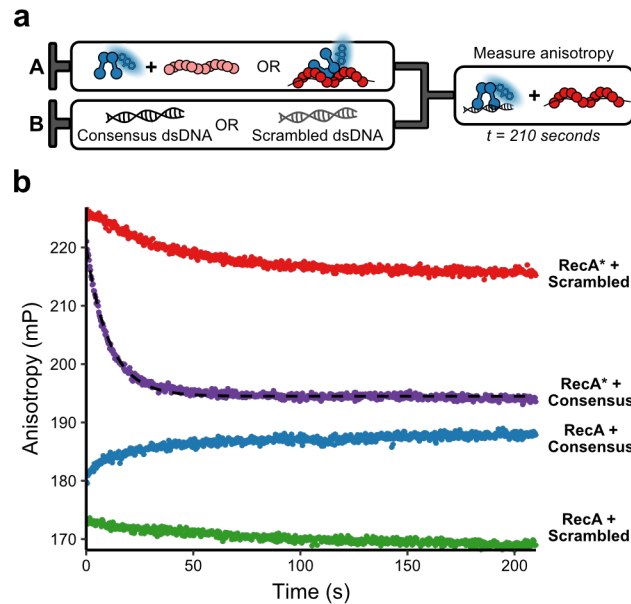 a
A
+
OR
B
Consensus dsDNA
OR
Scrambled dsDNA
Measure anisotropy
+
t = 210 seconds
b
Anisotropy (mP)
220
210
200
190
180
170
RecA* +
Scrambled
RecA* +
Consensus
RecA +
Consensus
RecA +
Scrambled
0
50
100
150
200
Time (s)